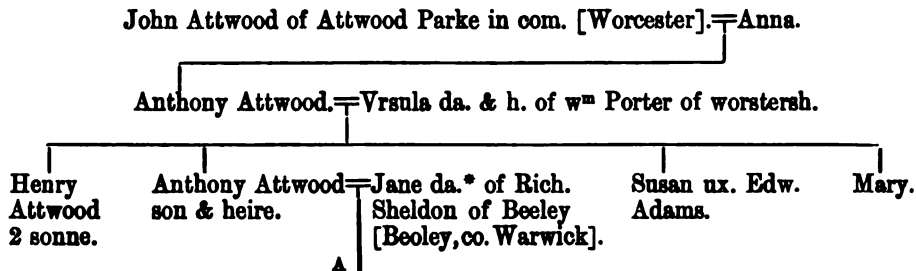 John Attwood of Attwood Parke in com. [Worcester].=Anna.
Anthony Attwood.=Vrsula da. & h. of wm Porter of worstersh.
Henry
Attwood
2 sonne.
Anthony Attwood=Jane da.* of Rich.
son & heire.
Sheldon of Beeley
[Beoley, co. Warwick].
Susan ux. Edw.
Adams.
Mary.
A